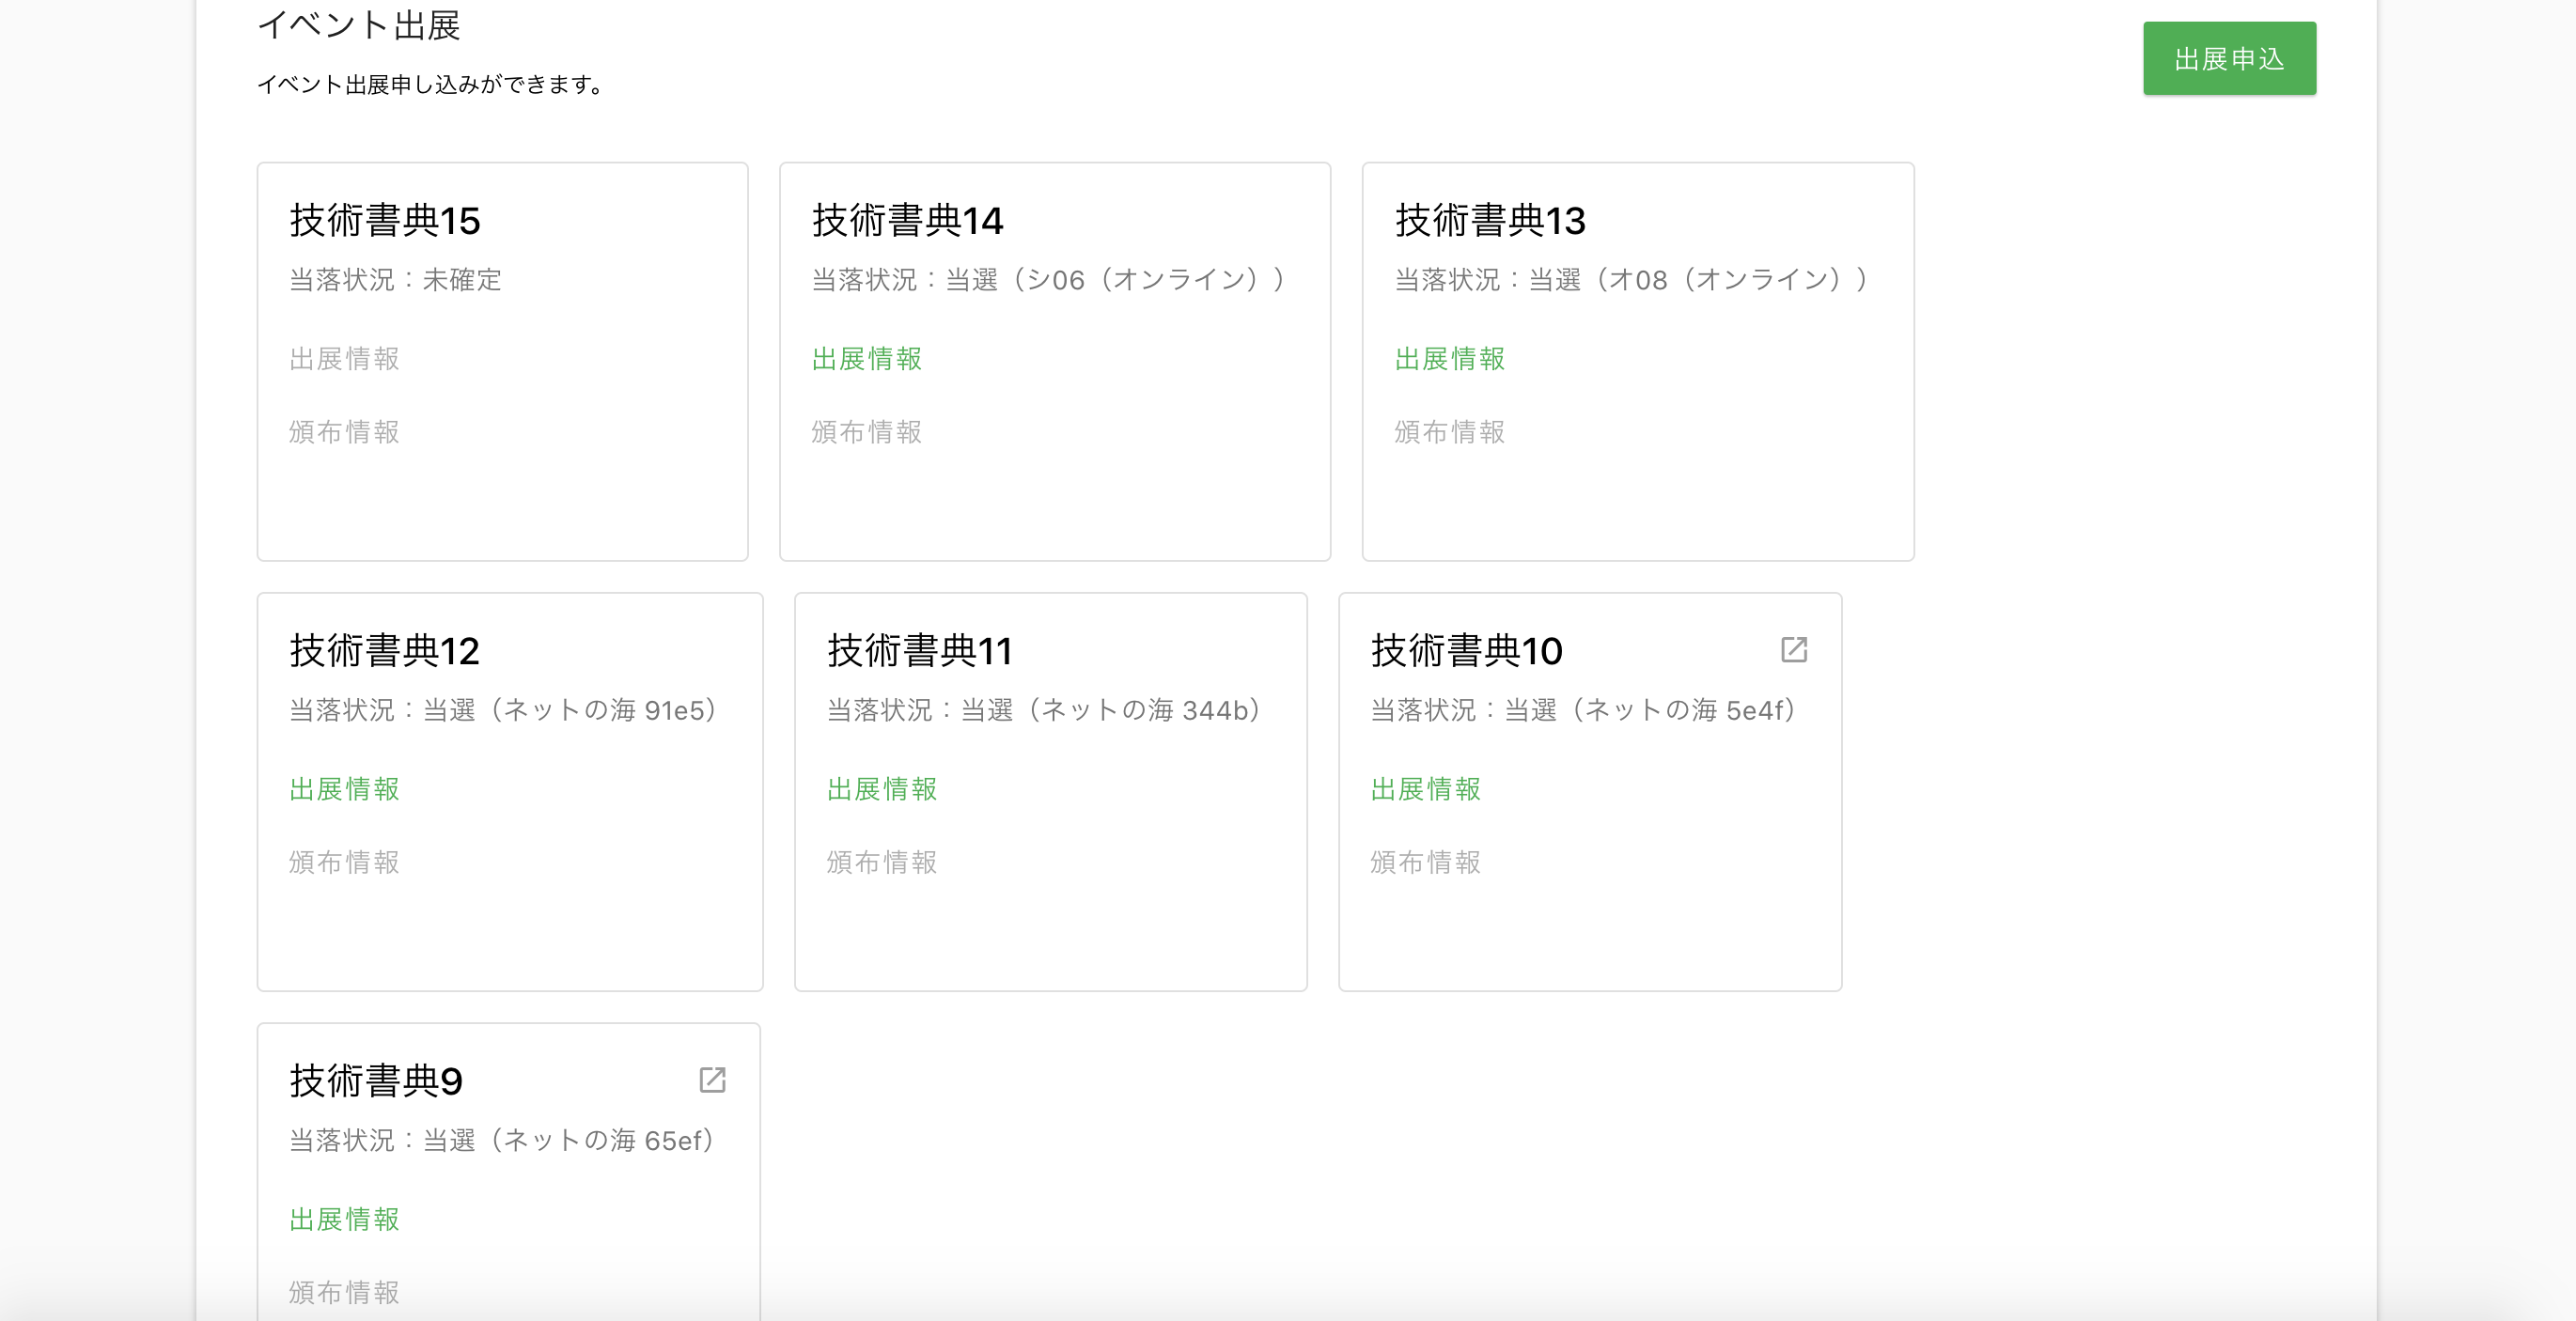 イベント出展
出展申込
イベント出展申し込みができます。
技術書典15
当落状況：未確定
出展情報
頒布情報
技術書典14
当落状況：当選（シ06（オンライン））
出展情報
頒布情報
技術書典13
当落状況：当選（オ08（オンライン））
出展情報
頒布情報
技術書典12
当落状況：当選（ネットの海 91e5）
出展情報
頒布情報
技術書典11
当落状況：当選（ネットの海 344b）
出展情報
頒布情報
技術書典10
当落状況：当選（ネットの海 5e4f）
出展情報
頒布情報
技術書典9
当落状況：当選（ネットの海 65ef）
出展情報
頒布情報